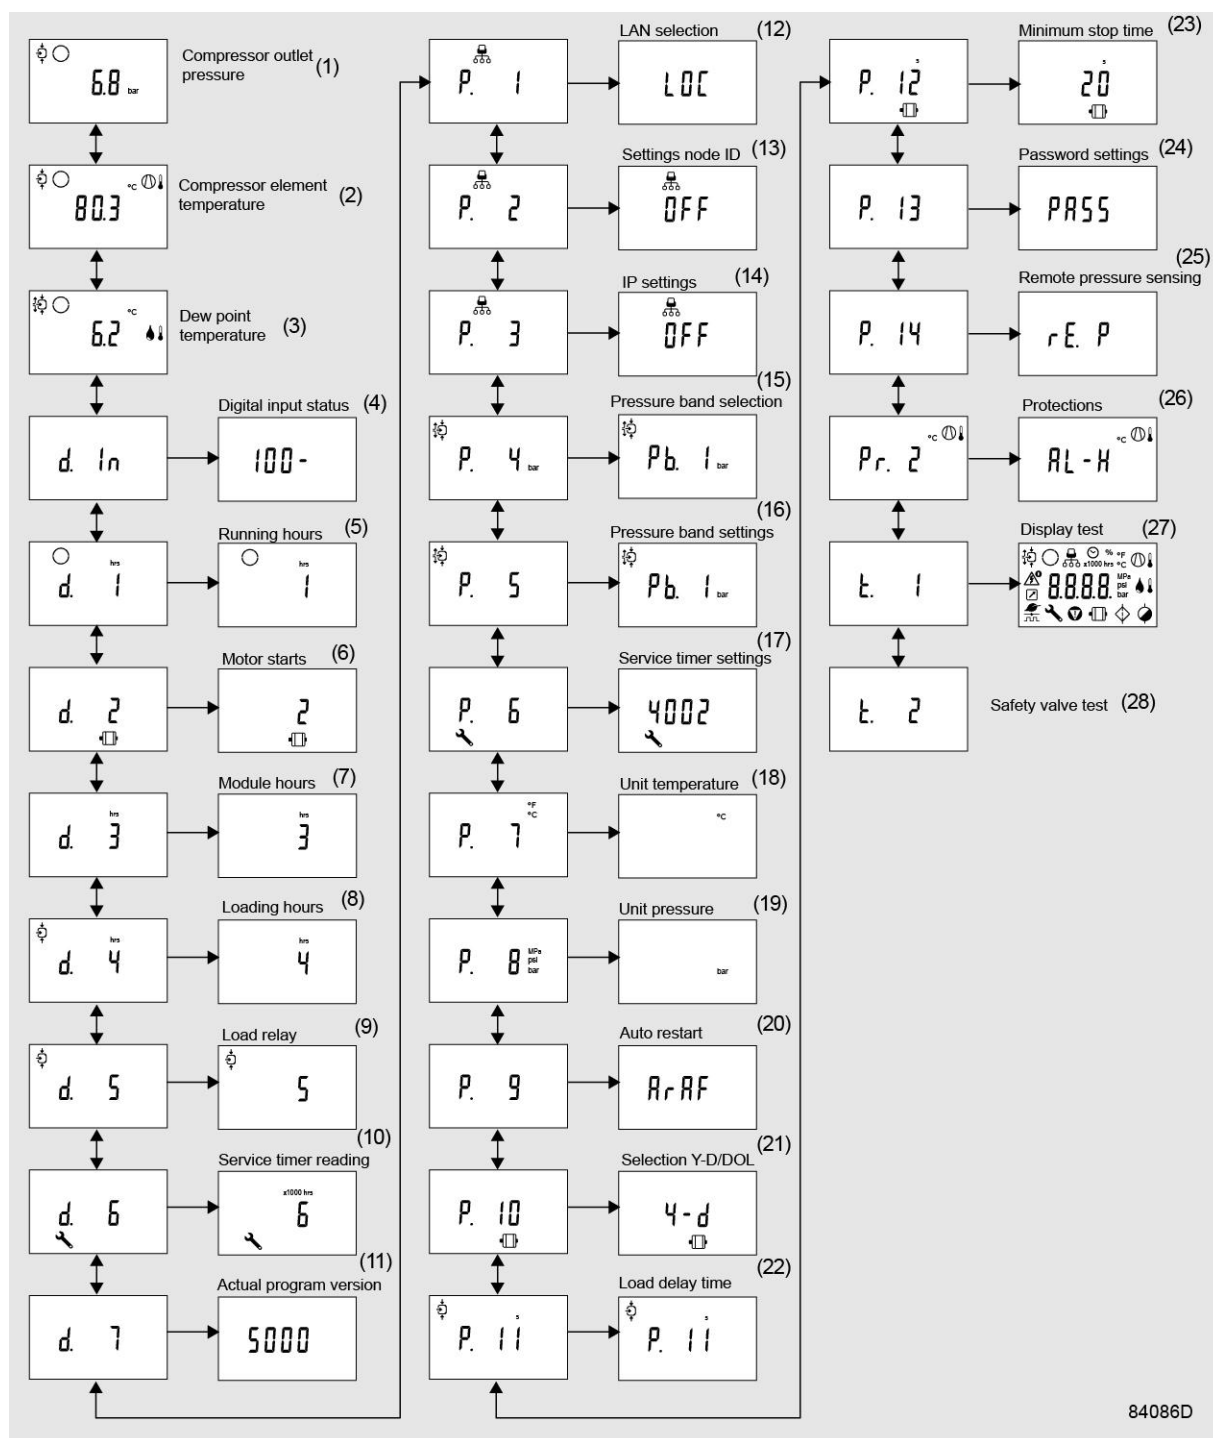 Compressor outlet
pressure
(1)
6.8 bar
Compressor element
temperature
(2)
°C
80.3
Dew point
temperature
(3)
°C
6.2
Digital input status (4)
d. In
100-
Running hours (5)
hrs
d. 1
hrs
1
Motor starts (6)
d. 2
2
Module hours (7)
hrs
d. 3
hrs
3
Loading hours (8)
hrs
d. 4
hrs
4
Load relay (9)
d. 5
5
(10)
Service timer reading
d. 6
x1000 hrs
6
(11)
Actual program version
d. 7
5000
LAN selection (12)
P. 1
LOC
Settings node ID (13)
P. 2
OFF
IP settings (14)
P. 3
OFF
(15)
Pressure band selection
P. 4 bar
Pb. 1 bar
(16)
Pressure band settings
P. 5
Pb. 1 bar
(17)
Service timer settings
P. 6
4002
Unit temperature (18)
°F
°C
P. 7
°C
Unit pressure (19)
P. 8
MPa
psi
bar
bar
Auto restart (20)
P. 9
ArAF
(21)
Selection Y-D/DOL
P. 10
Y-d
(22)
Load delay time
s
P. 11
s
P. 11
Minimum stop time (23)
s
P. 12
s
20
Password settings (24)
P. 13
PASS
(25)
Remote pressure sensing
P. 14
rE. P
Protections (26)
°C
Pr. 2
°C
AL-H
Display test (27)
t. 1
% °F
x1000 hrs °C
8.8.8.8.
MPa
psi
bar
t. 2
Safety valve test (28)
84086D